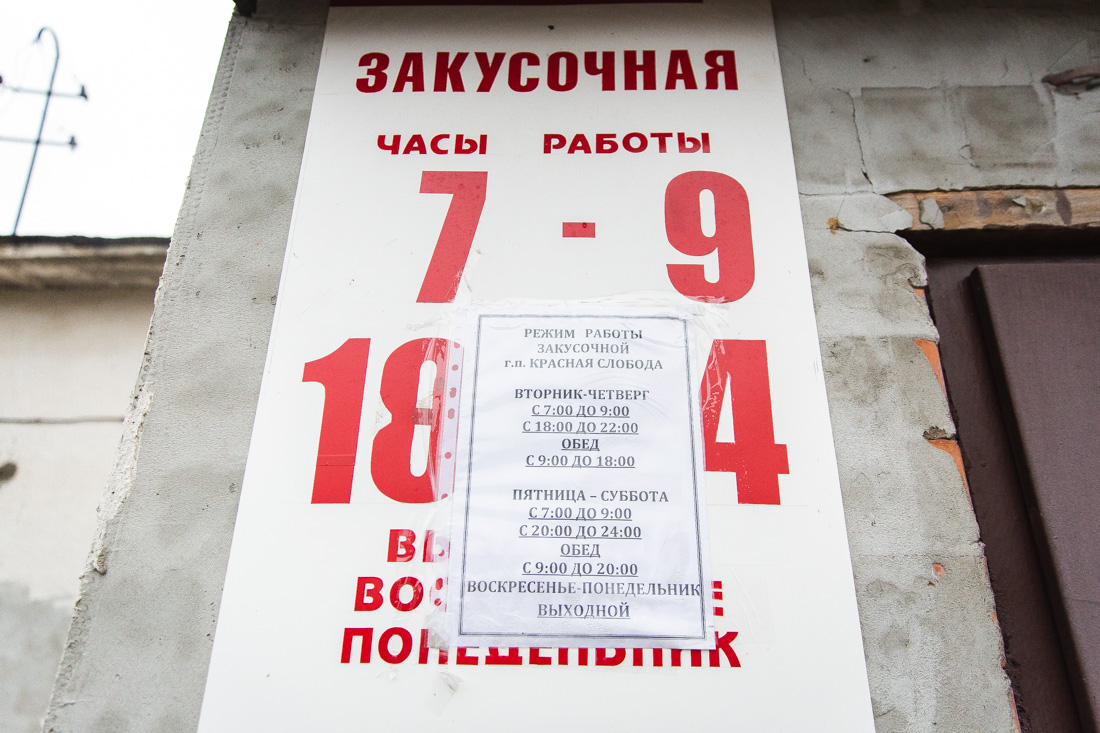 ЗАКУСОЧНАЯ
ЧАСЫ РАБОТЫ
7 - 9
РЕЖИМ РАБОТЫ
ЗАКУСОЧНОЙ
г.п. КРАСНАЯ СЛОБОДА
ВТОРНИК-ЧЕТВЕРГ
С 7:00 ДО 9:00
С 18:00 ДО 22:00
ОБЕД
С 9:00 ДО 18:00
ПЯТНИЦА – СУББОТА
С 7:00 ДО 9:00
С 20:00 ДО 24:00
ОБЕД
С 9:00 ДО 20:00
ВОСКРЕСЕНЬЕ-ПОНЕДЕЛЬНИК
ВЫХОДНОЙ
18 4
ПОНЕДЕЛЬНИК